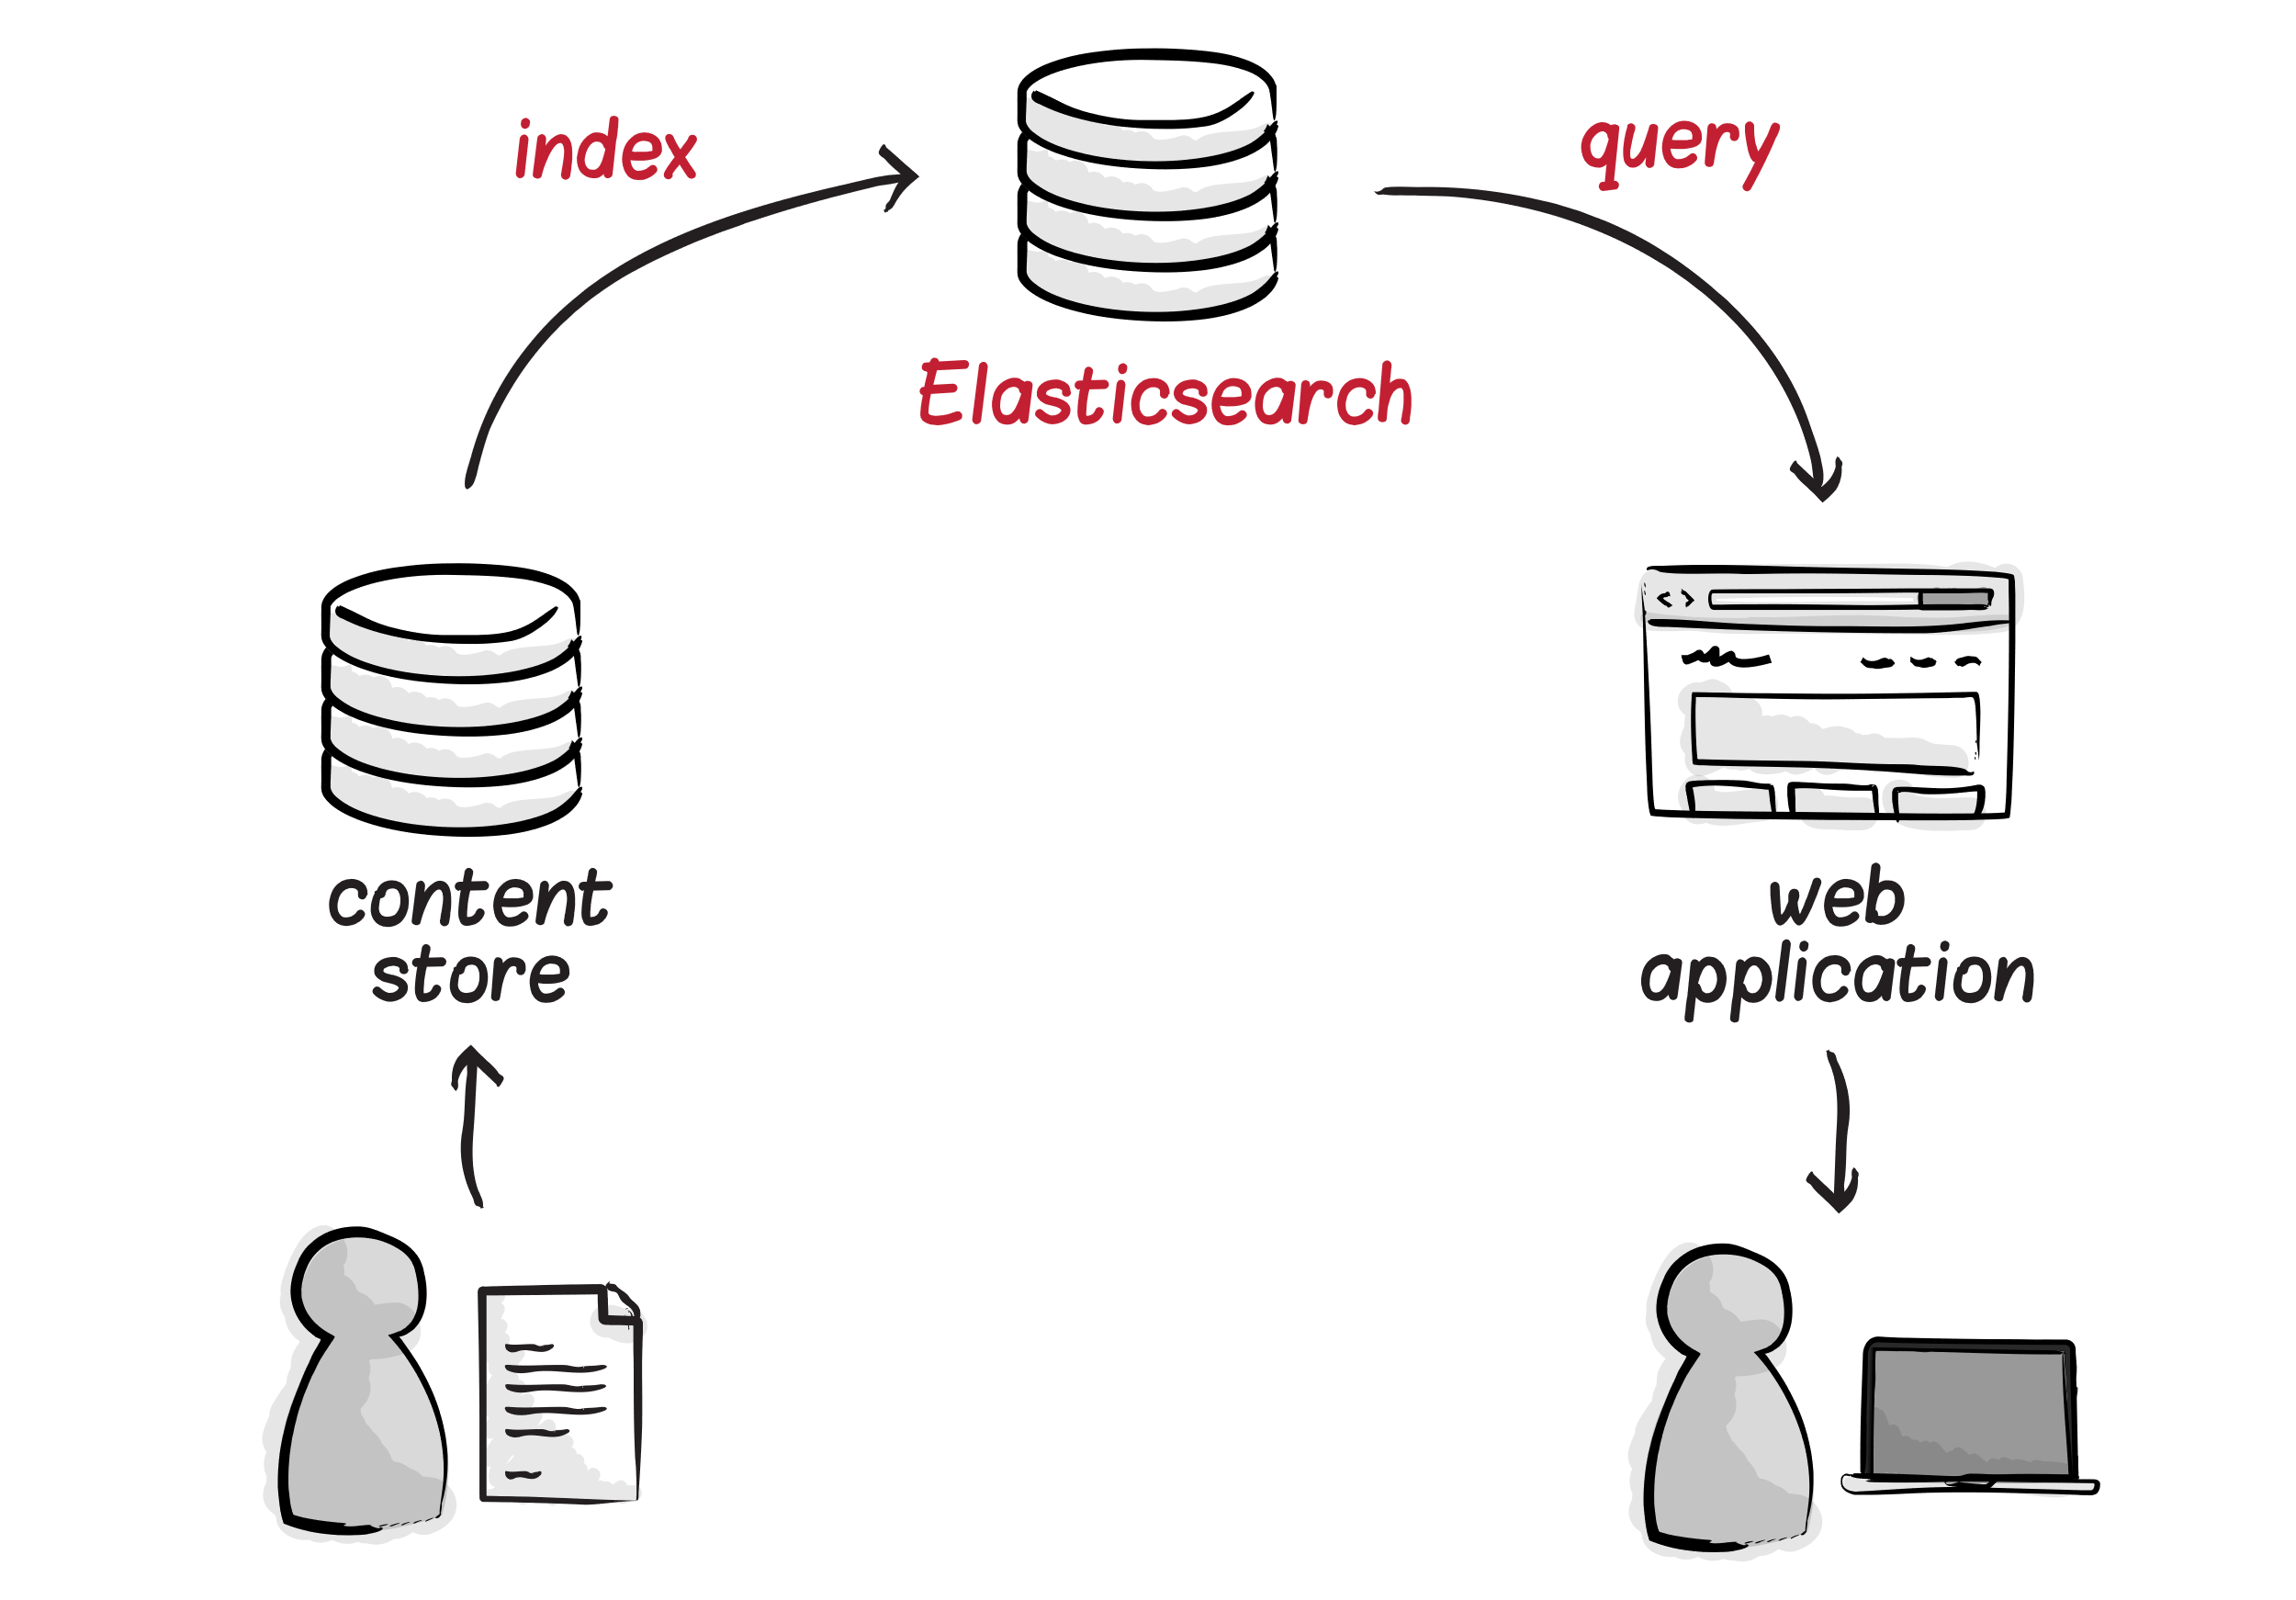 index
query
Elasticsearch
content
store
web
application